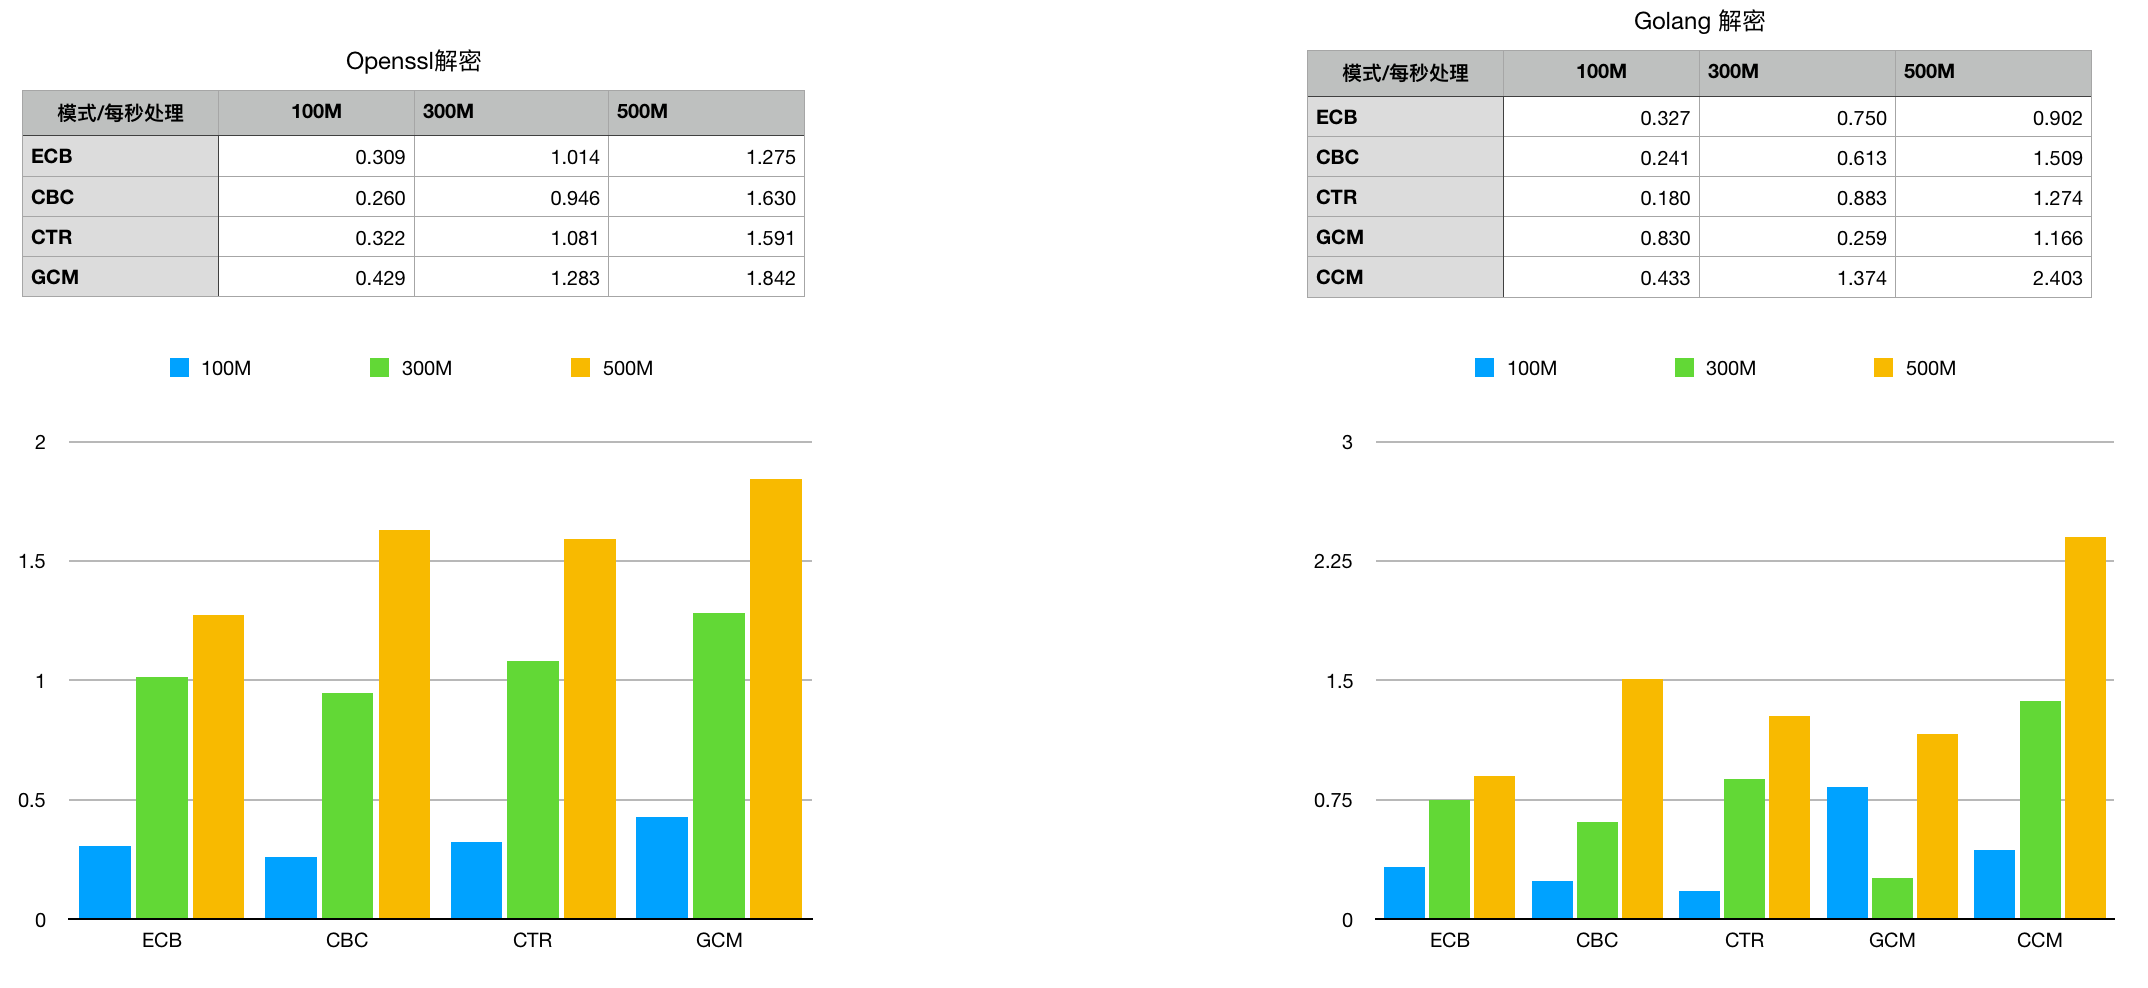 Openssl解密
模式/每秒处理 100M 300M 500M
ECB 0.309 1.014 1.275
CBC 0.260 0.946 1.630
CTR 0.322 1.081 1.591
GCM 0.429 1.283 1.842
100M 300M 500M
2
1.5
1
0.5
0
ECB CBC CTR GCM
Golang 解密
模式/每秒处理 100M 300M 500M
ECB 0.327 0.750 0.902
CBC 0.241 0.613 1.509
CTR 0.180 0.883 1.274
GCM 0.830 0.259 1.166
CCM 0.433 1.374 2.403
100M 300M 500M
3
2.25
1.5
0.75
0
ECB CBC CTR GCM CCM